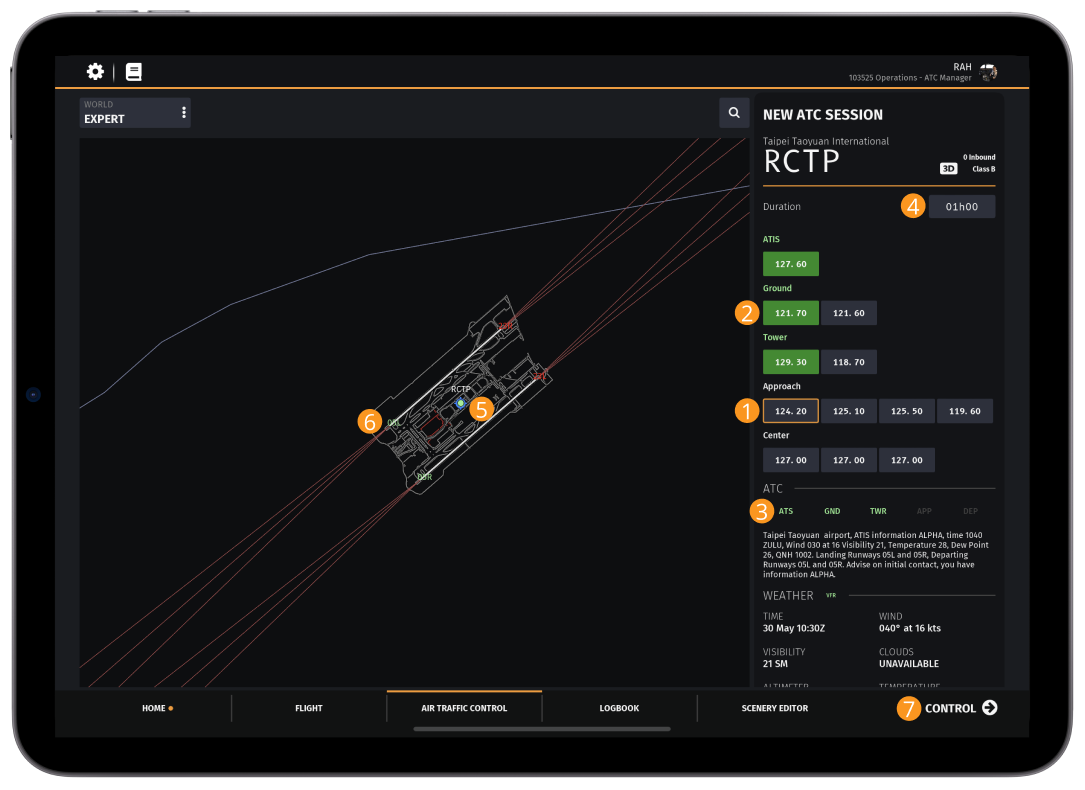 RAH
103525 Operations - ATC Manager
WORLD
EXPERT
NEW ATC SESSION
Taipei Taoyuan International
RCTP
0 Inbound
3D
Class B
Duration
4
01h00
ATIS
127. 60
Ground
2
121. 70
121. 60
Tower
129. 30
118. 70
Approach
1
124. 20
125. 10
125. 50
119. 60
Center
127. 00
127. 00
127. 00
ATC
3
ATS
GND
TWR
APP
DEP
Taipei Taoyuan airport, ATIS information ALPHA, time 1040
ZULU, Wind 030 at 16 Visibility 21, Temperature 28, Dew Point
26, QNH 1002. Landing Runways 05L and 05R, Departing
Runways 05L and 05R. Advise on initial contact, you have
information ALPHA.
WEATHER
VFR
TIME
30 May 10:30Z
WIND
040° at 16 kts
VISIBILITY
21 SM
CLOUDS
UNAVAILABLE
ALTIMETER
TEMPERATURE
RCTP
5
6
05R
HOME
FLIGHT
AIR TRAFFIC CONTROL
LOGBOOK
SCENERY EDITOR
7
CONTROL